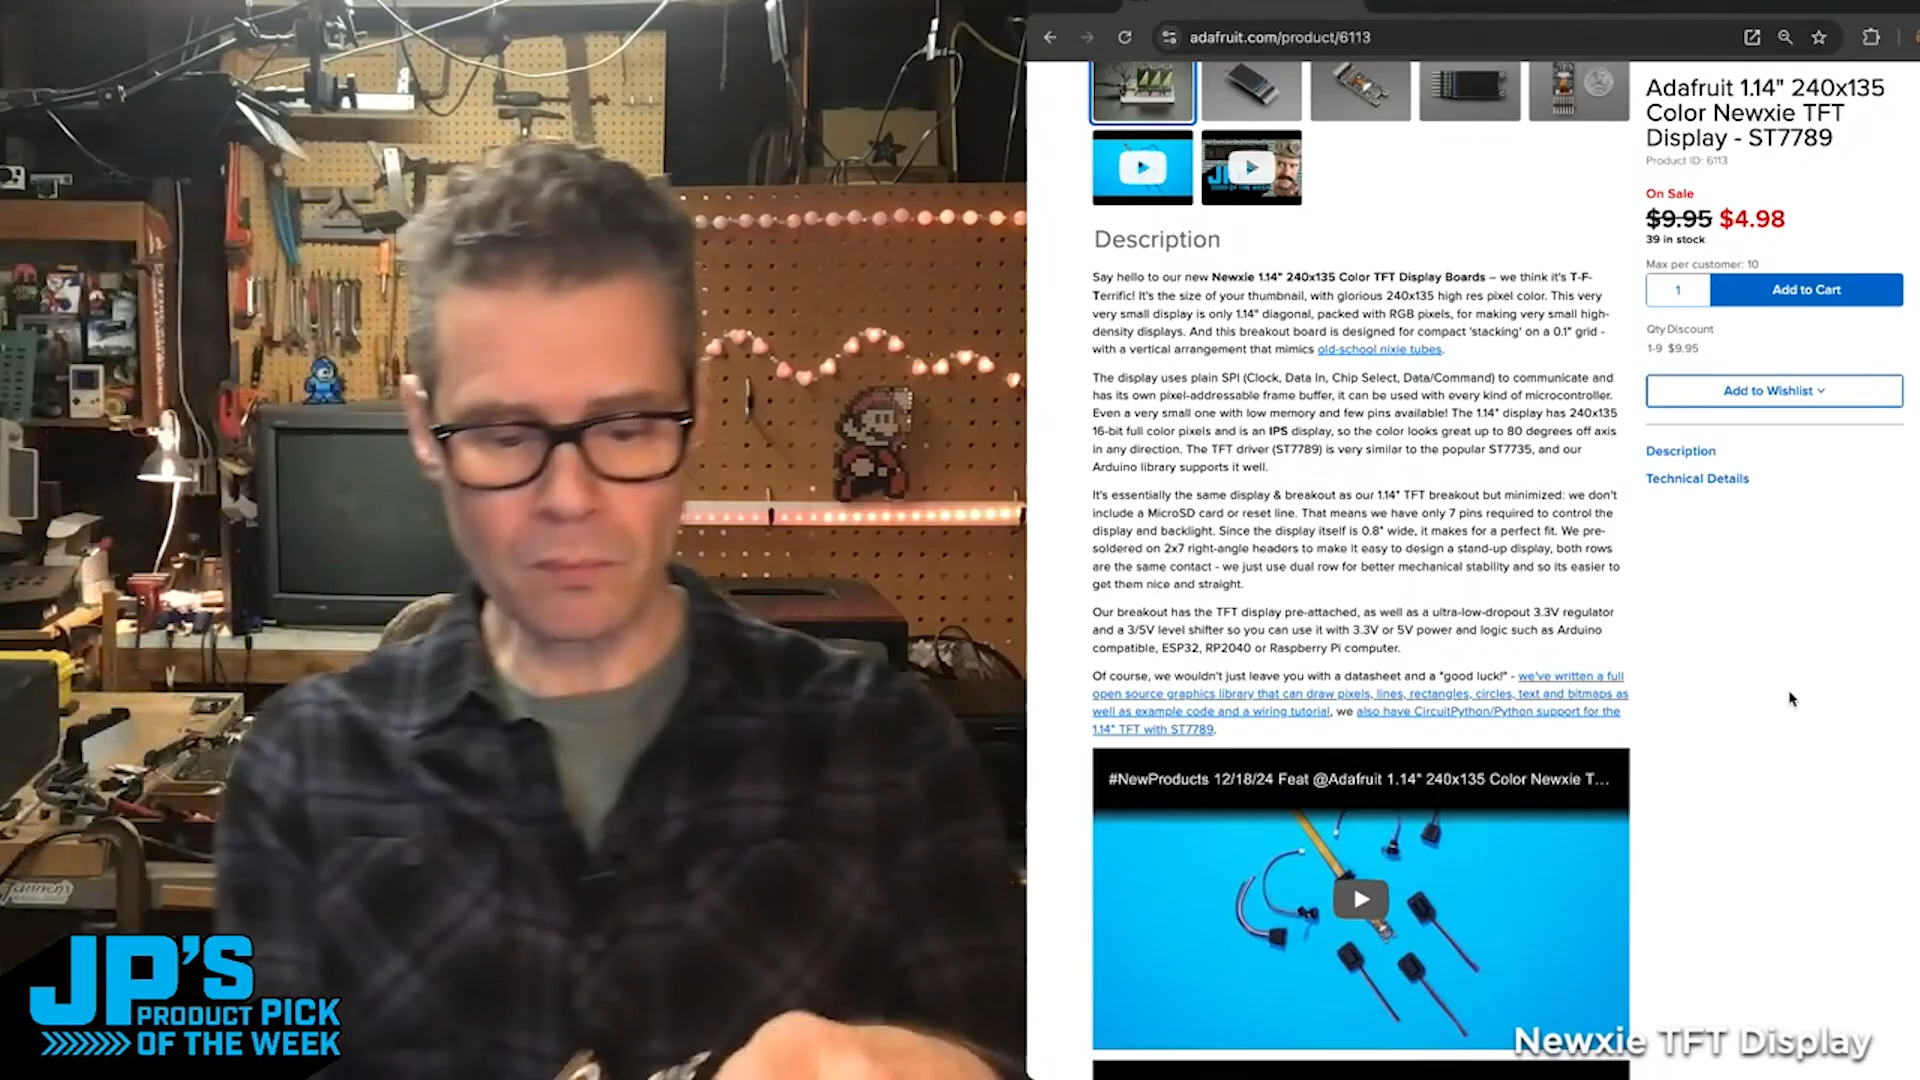 adafruit.com/product/6113
Adafruit 1.14" 240x135
Color Newxie TFT
Display - ST7789
Product ID: 6113
On Sale
$9.95 $4.98
39 in stock
Max per customer: 10
1
Add to Cart
Qty Discount
1-9 $9.95
Add to Wishlist
Description
Technical Details
Description
Say hello to our new Newxie 1.14" 240x135 Color TFT Display Boards – we think it's T-F-
Terrific! It's the size of your thumbnail, with glorious 240x135 high res pixel color. This very
very small display is only 1.14" diagonal, packed with RGB pixels, for making very small high-
density displays. And this breakout board is designed for compact 'stacking' on a 0.1" grid -
with a vertical arrangement that mimics old-school nixie tubes.
The display uses plain SPI (Clock, Data In, Chip Select, Data/Command) to communicate and
has its own pixel-addressable frame buffer, it can be used with every kind of microcontroller.
Even a very small one with low memory and few pins available! The 1.14" display has 240x135
16-bit full color pixels and is an IPS display, so the color looks great up to 80 degrees off axis
in any direction. The TFT driver (ST7789) is very similar to the popular ST7735, and our
Arduino library supports it well.
It's essentially the same display & breakout as our 1.14" TFT breakout but minimized: we don't
include a MicroSD card or reset line. That means we have only 7 pins required to control the
display and backlight. Since the display itself is 0.8" wide, it makes for a perfect fit. We pre-
soldered on 2x7 right-angle headers to make it easy to design a stand-up display, both rows
are the same contact - we just use dual row for better mechanical stability and so its easier to
get them nice and straight.
Our breakout has the TFT display pre-attached, as well as a ultra-low-dropout 3.3V regulator
and a 3/5V level shifter so you can use it with 3.3V or 5V power and logic such as Arduino
compatible, ESP32, RP2040 or Raspberry Pi computer.
Of course, we wouldn't just leave you with a datasheet and a "good luck!" - we've written a full
open source graphics library that can draw pixels, lines, rectangles, circles, text and bitmaps as
well as example code and a wiring tutorial, we also have CircuitPython/Python support for the
1.14" TFT with ST7789.
#NewProducts 12/18/24 Feat @Adafruit 1.14" 240x135 Color Newxie T...
JP'S
PRODUCT PICK
OF THE WEEK
Newxie TFT Display